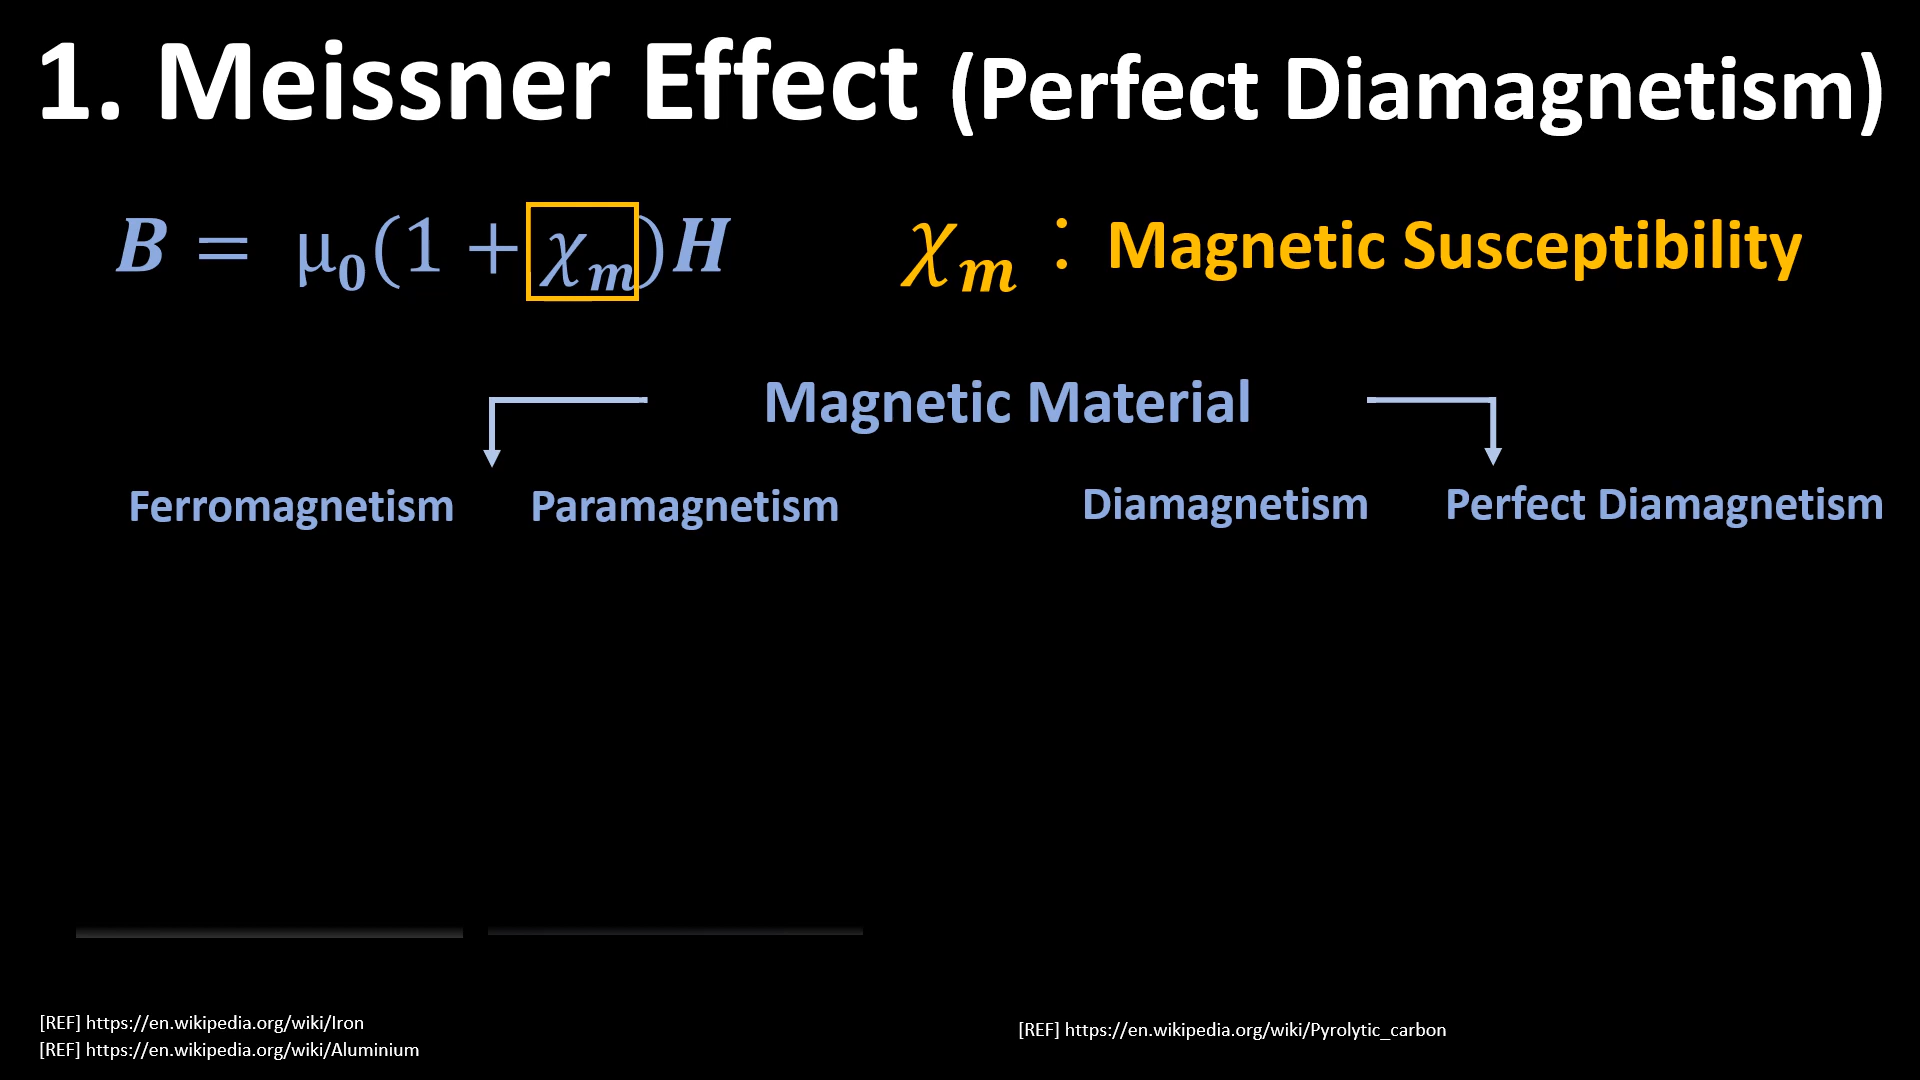 1. Meissner Effect (Perfect Diamagnetism)
B = μ₀(1 + χₘ)H
χₘ : Magnetic Susceptibility
Magnetic Material
Ferromagnetism Paramagnetism Diamagnetism Perfect Diamagnetism
[REF] https://en.wikipedia.org/wiki/Iron
[REF] https://en.wikipedia.org/wiki/Aluminium
[REF] https://en.wikipedia.org/wiki/Pyrolytic_carbon